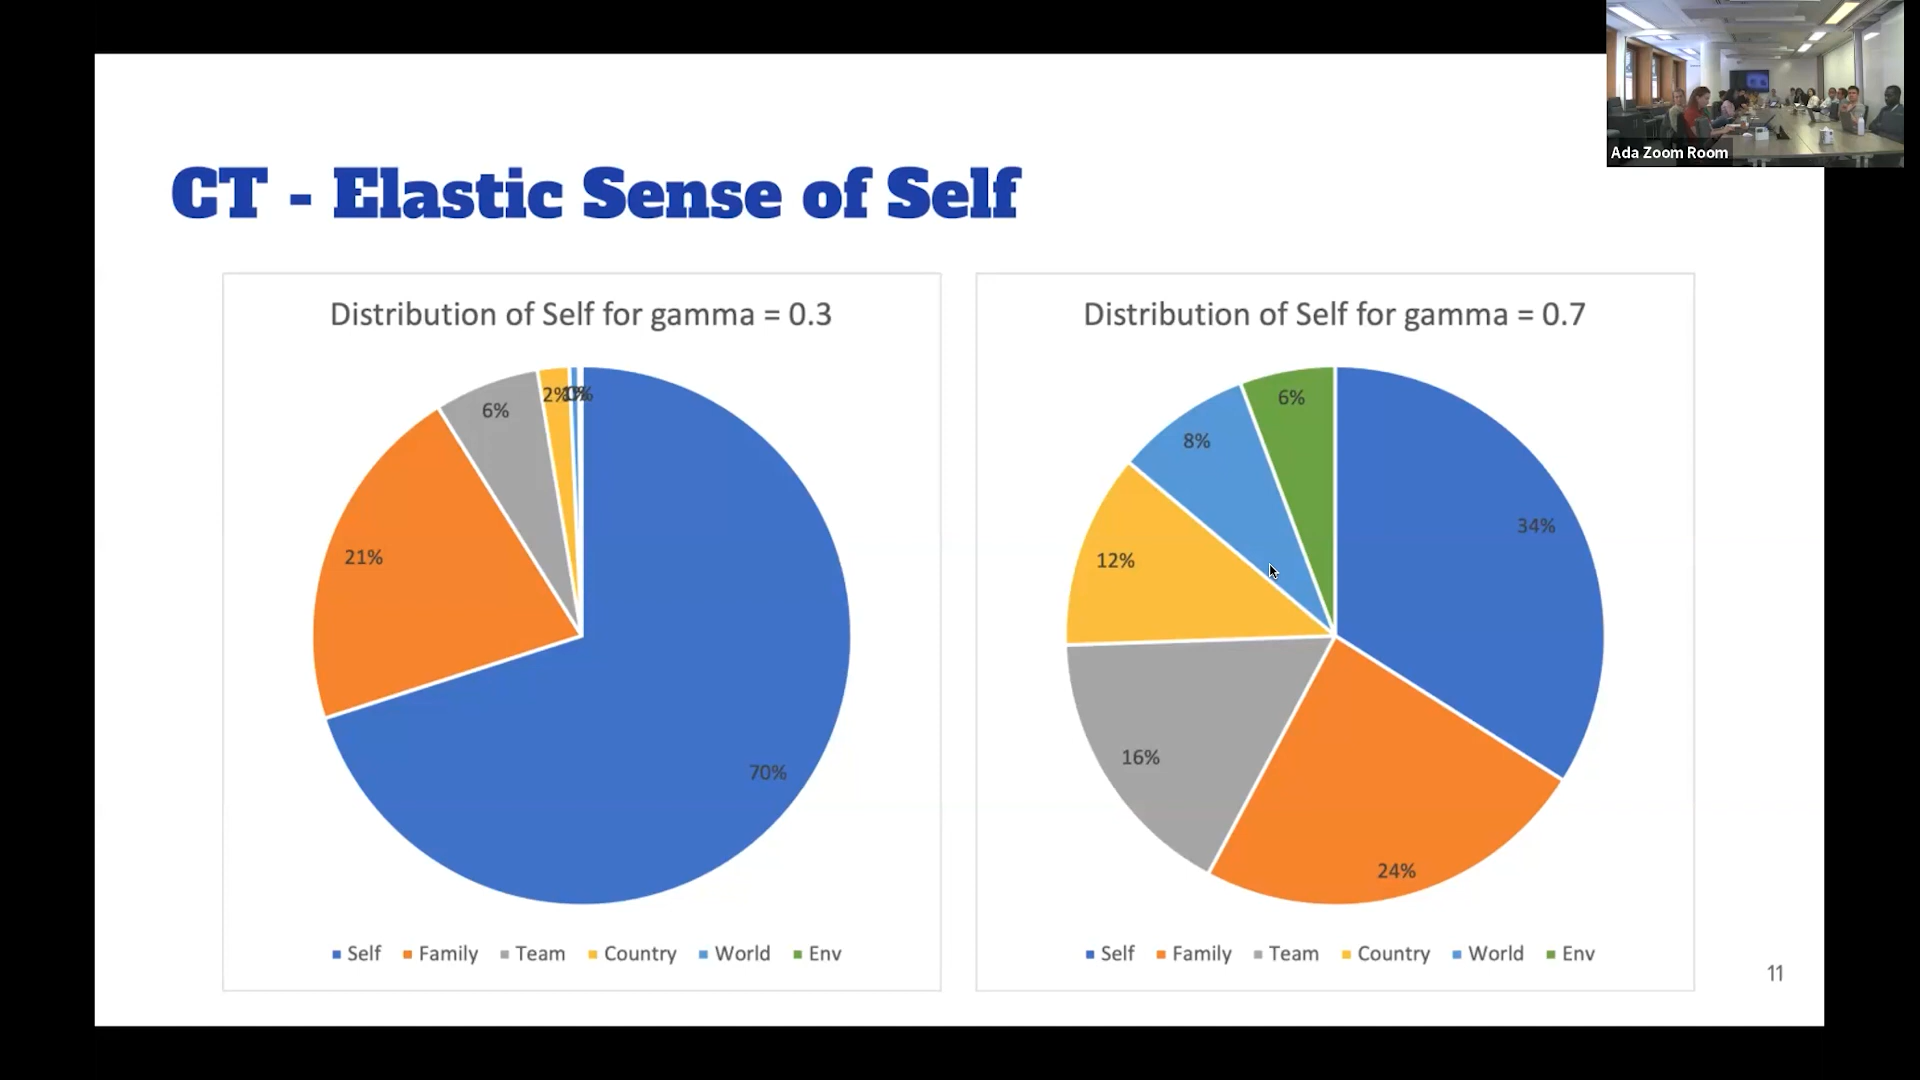 Ada Zoom Room
CT - Elastic Sense of Self
Distribution of Self for gamma = 0.3
2%
1%
0%
6%
21%
70%
Self Family Team Country World Env
Distribution of Self for gamma = 0.7
6%
8%
34%
12%
16%
24%
Self Family Team Country World Env
11